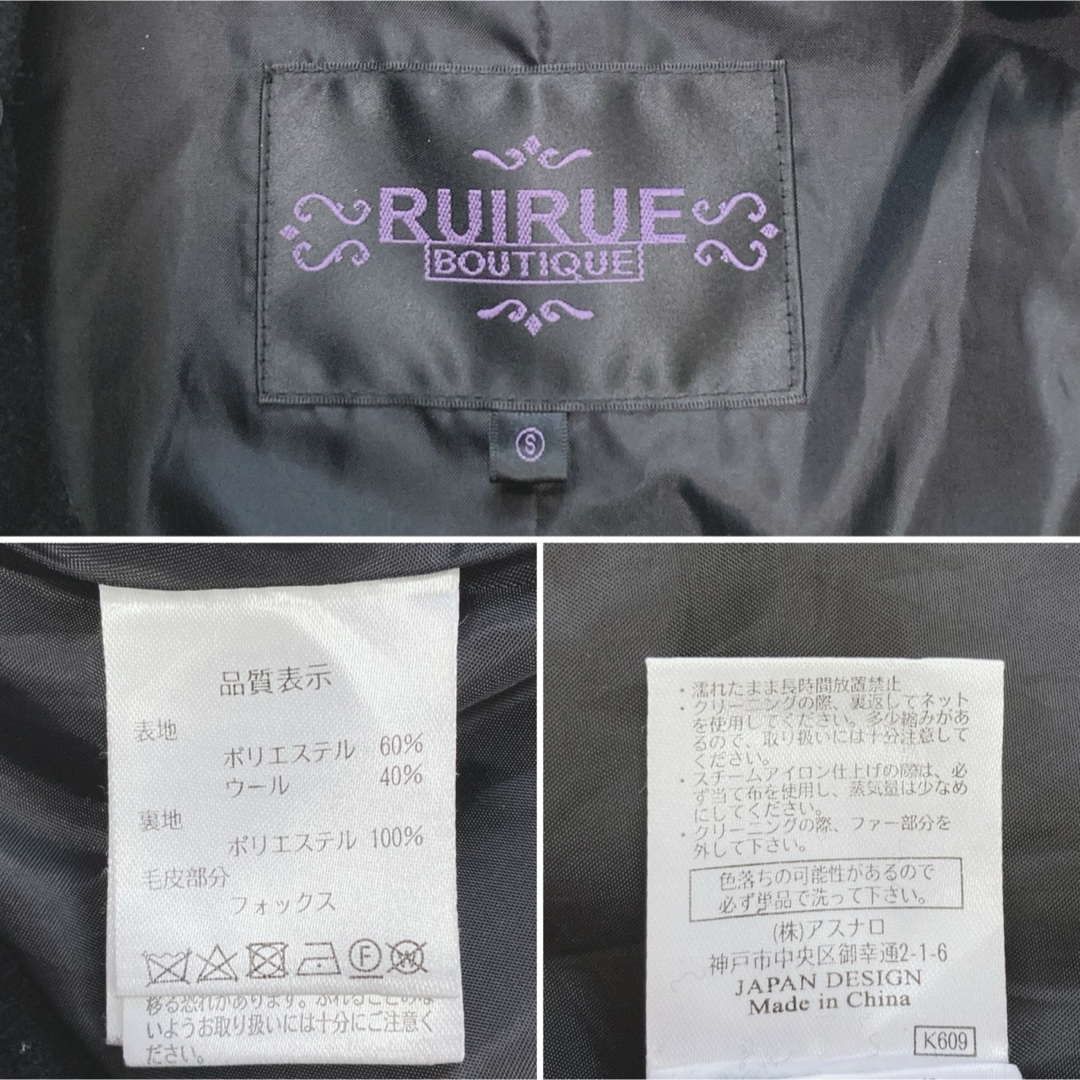 RUIRUE
BOUTIQUE
S
品質表示
表地
ポリエステル 60%
ウール 40%
裏地
ポリエステル 100%
毛皮部分
フォックス
F
W
移る恐れがあります。ふれることのな
いようお取り扱いには十分にご注意く
ださい。
・濡れたまま長時間放置禁止
・クリーニングの際、裏返してネット
を使用してください。多少縮みがあ
るので、取り扱いには十分注意して
ください。
・スチームアイロン仕上げの際は、必
ず当て布を使用し、蒸気量は少なめ
にしてください。
・クリーニングの際、ファー部分を
外して下さい。
色落ちの可能性があるので
必ず単品で洗って下さい。
(株)アスナロ
神戸市中央区御幸通2-1-6
JAPAN DESIGN
Made in China
K609